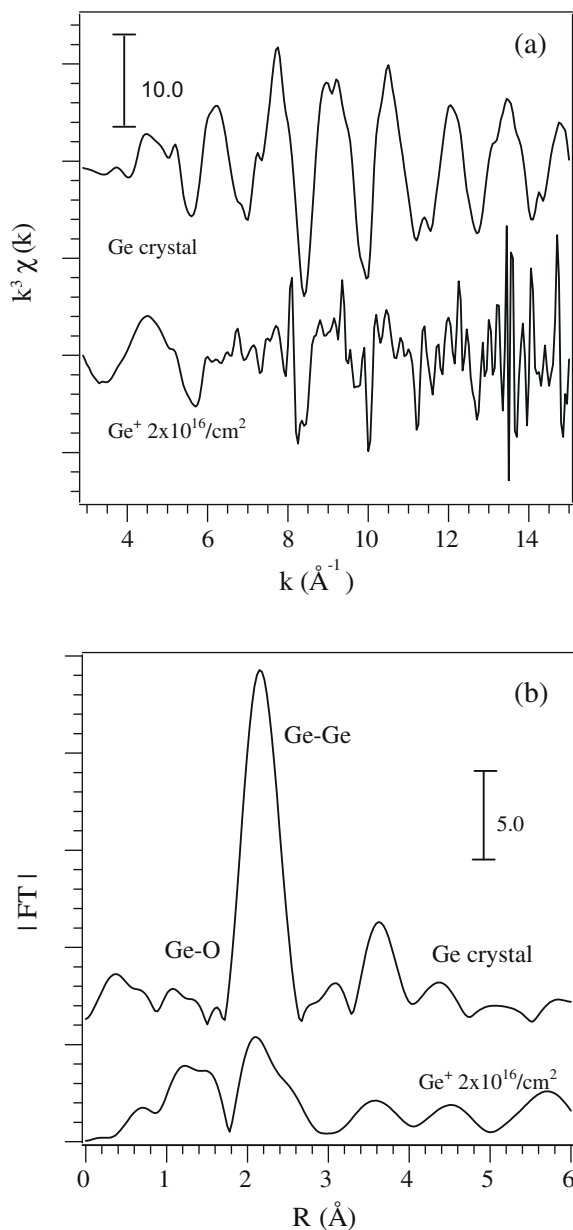 (a)
10.0
Ge crystal
Ge⁺ 2x10¹⁶/cm²
k³ χ(k)
4 6 8 10 12 14
k (Å⁻¹)
(b)
Ge-Ge
5.0
Ge-O
Ge crystal
Ge⁺ 2x10¹⁶/cm²
| FT |
0 1 2 3 4 5 6
R (Å)